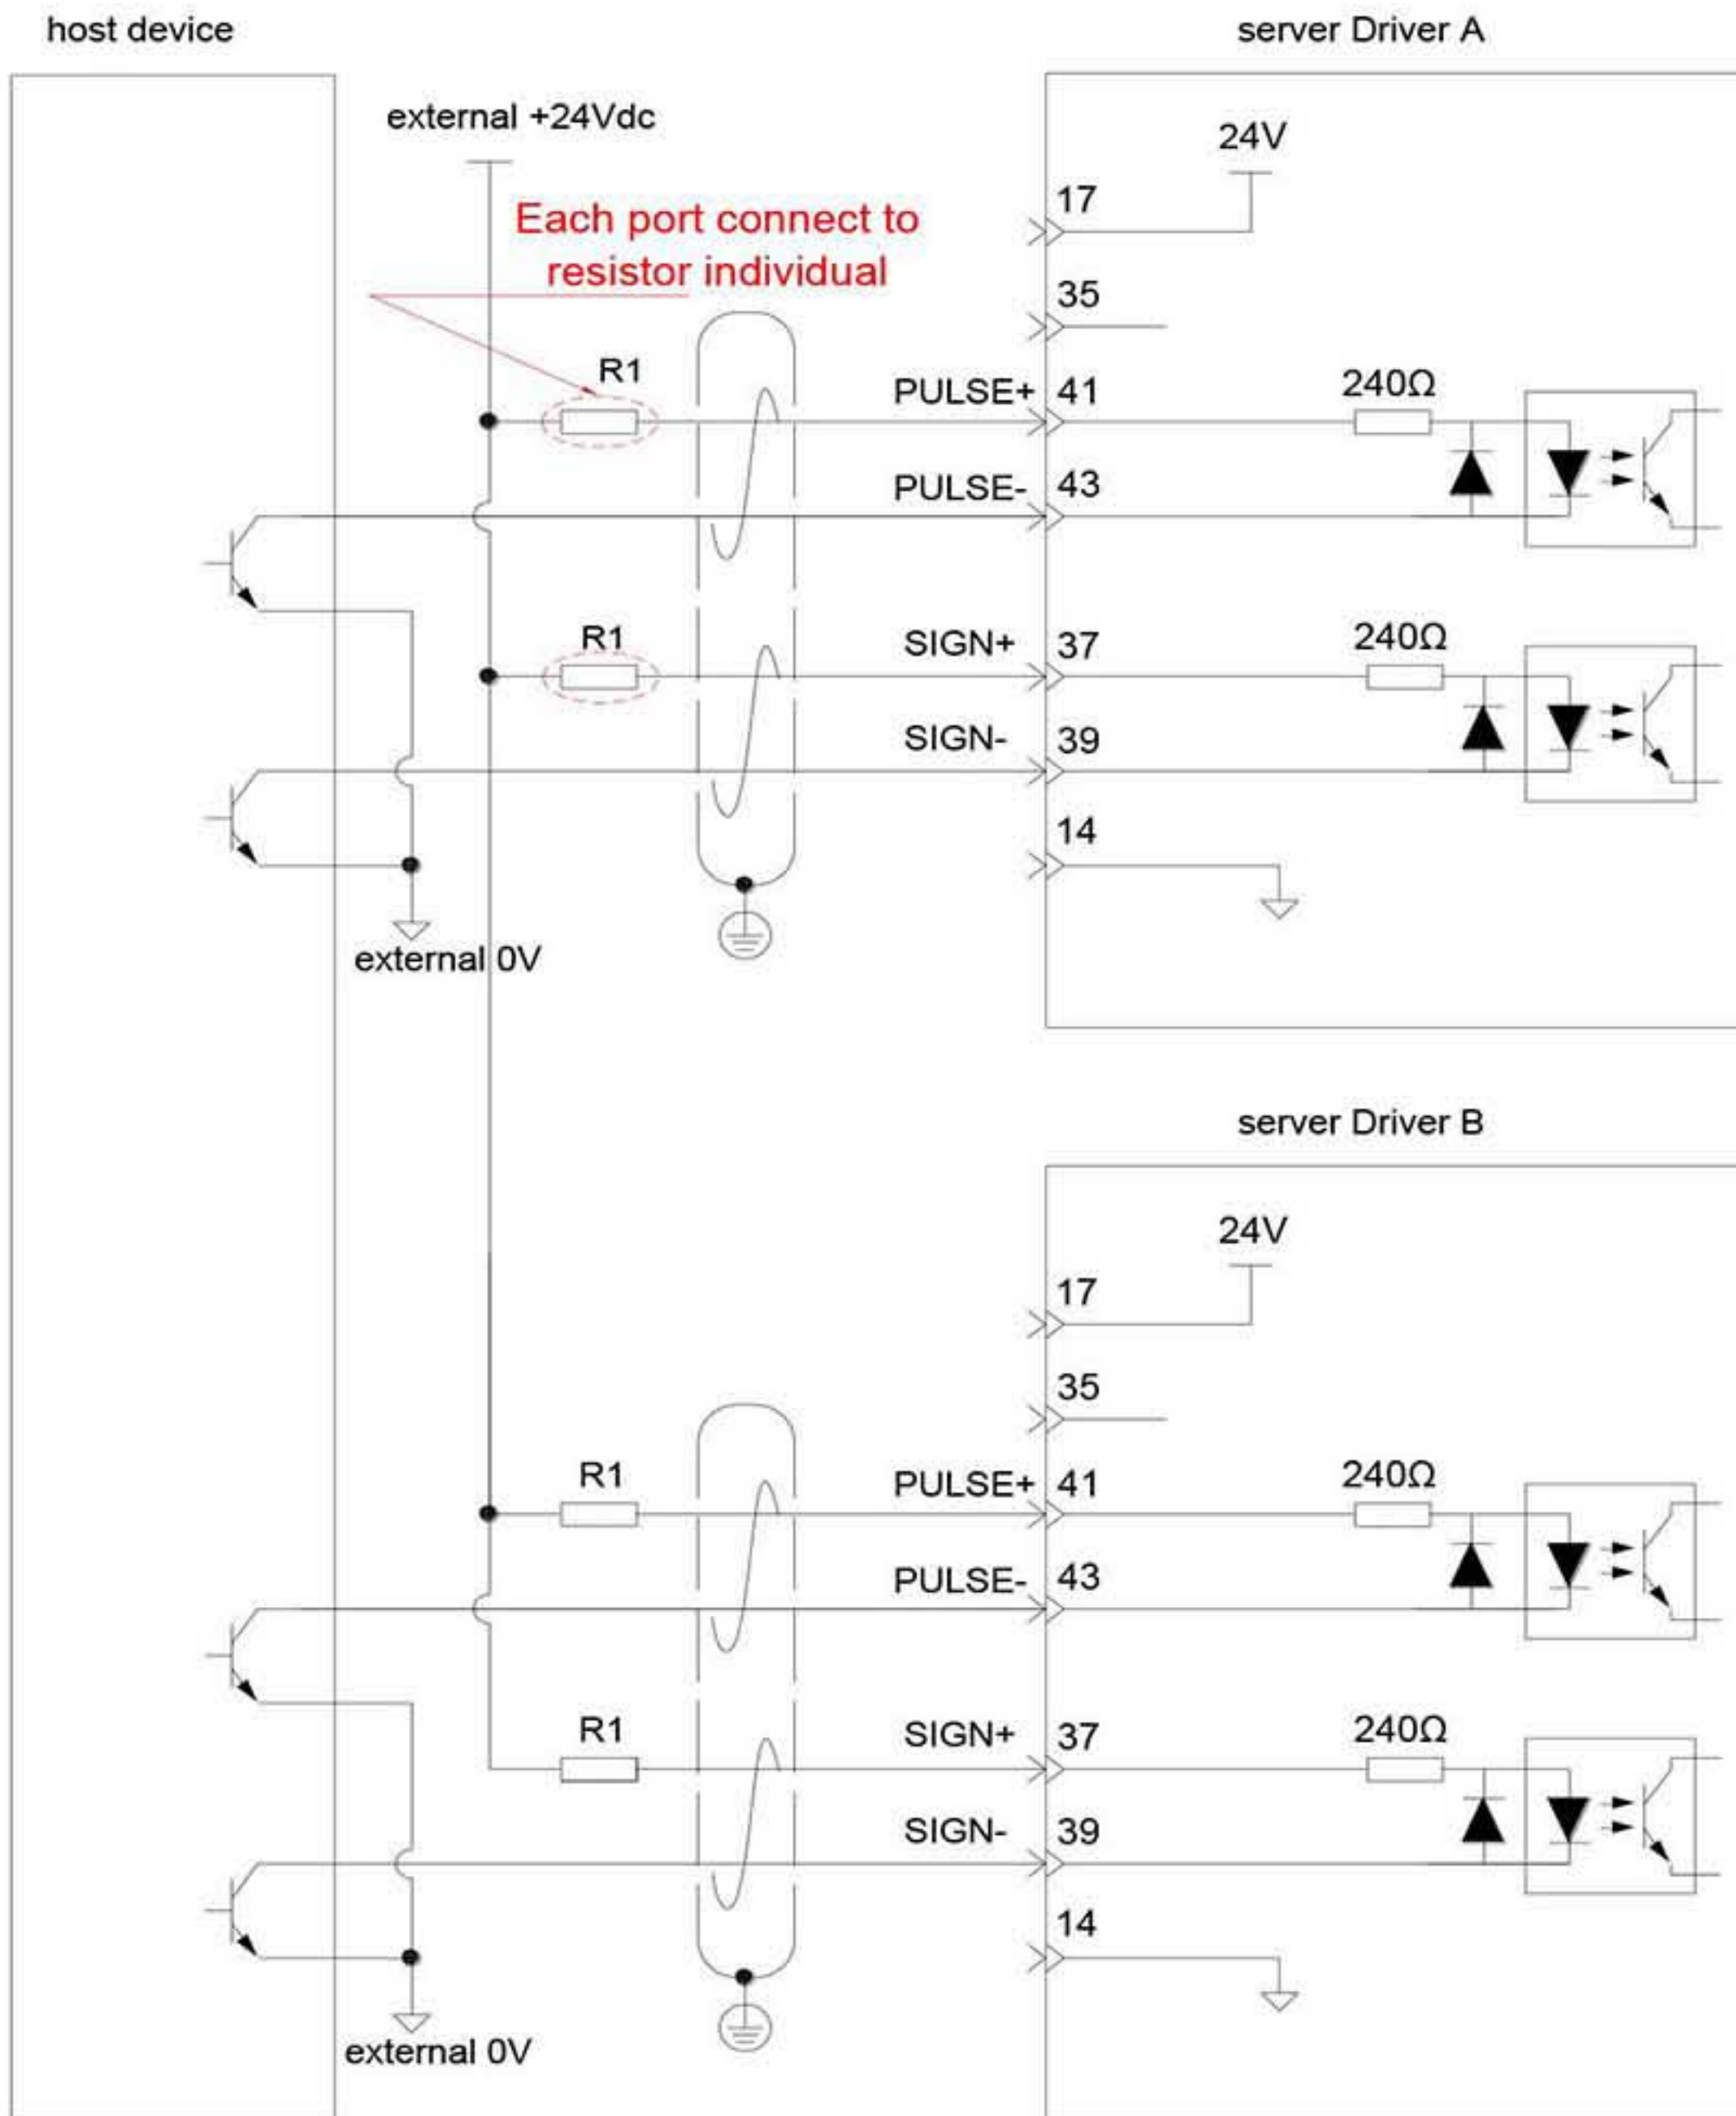 host device
server Driver A
external +24Vdc
24V
17
Each port connect to
resistor individual
35
R1
PULSE+ 41
240Ω
PULSE- 43
R1
SIGN+ 37
240Ω
SIGN- 39
14
external 0V
server Driver B
24V
17
35
R1
PULSE+ 41
240Ω
PULSE- 43
R1
SIGN+ 37
240Ω
SIGN- 39
14
external 0V